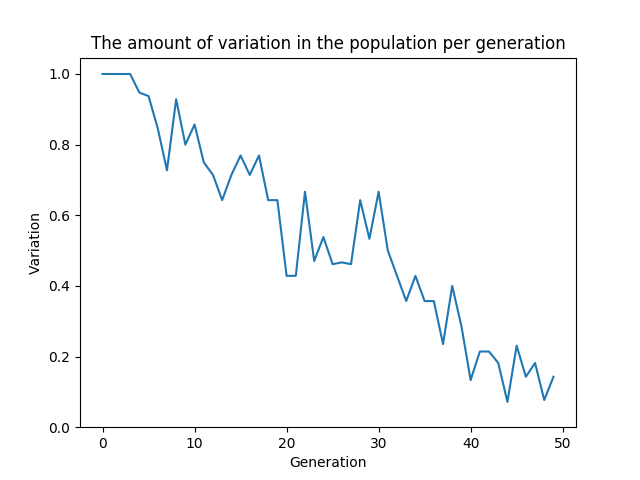 The amount of variation in the population per generation
1.0
0.8
0.6
0.4
0.2
0.0
Variation
0 10 20 30 40 50
Generation